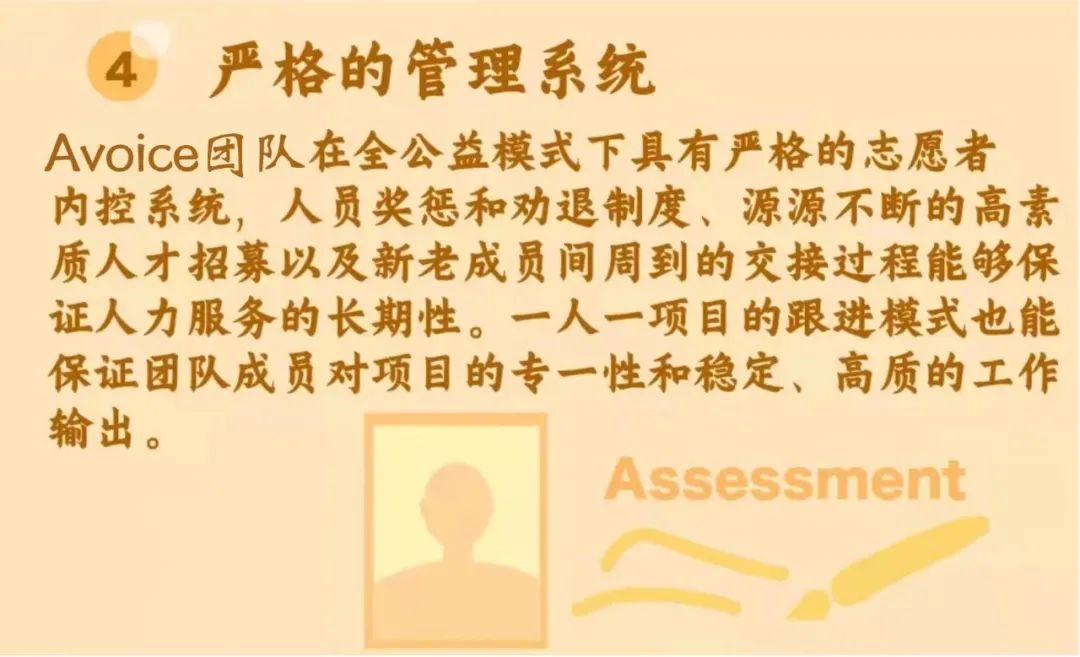 4 严格的管理系统
Avoice团队在全公益模式下具有严格的志愿者
内控系统，人员奖惩和劝退制度、源源不断的高素
质人才招募以及新老成员间周到的交接过程能够保
证人力服务的长期性。一人一项目的跟进模式也能
保证团队成员对项目的专一性和稳定、高质的工作
输出。
Assessment